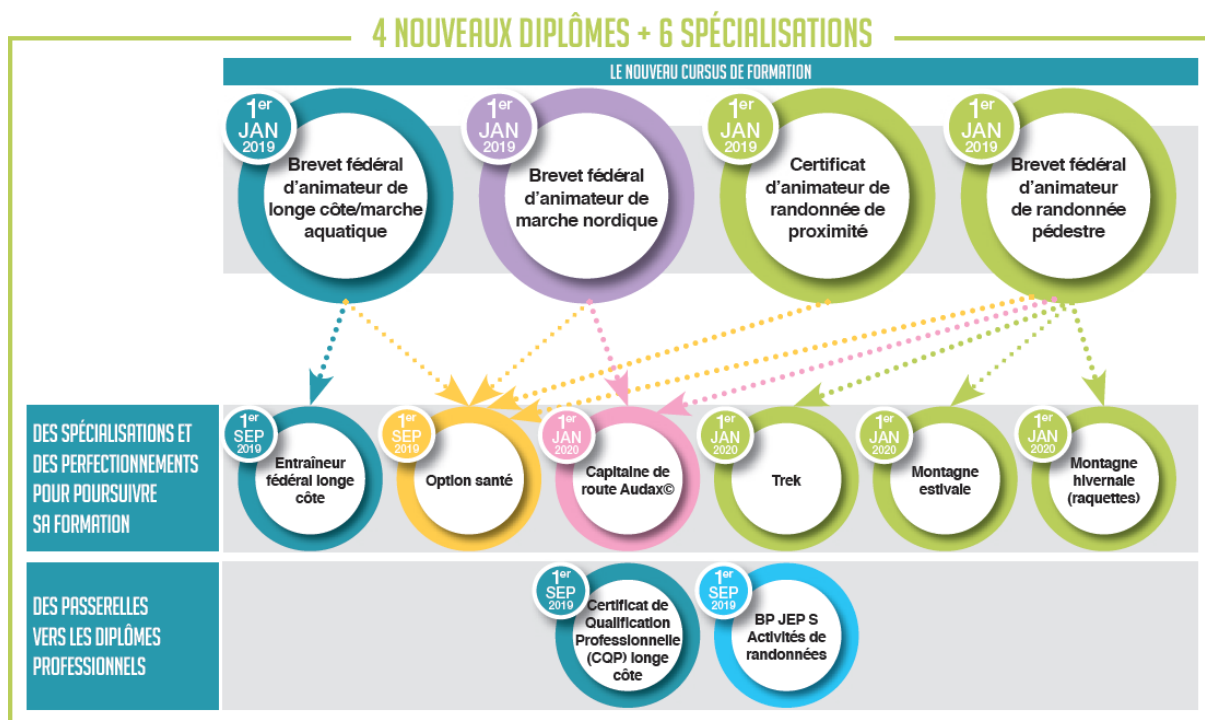 4 NOUVEAUX DIPLÔMES + 6 SPÉCIALISATIONS
LE NOUVEAU CURSUS DE FORMATION
1er
JAN
2019
Brevet fédéral
d'animateur de
longe côte/marche
aquatique
1er
JAN
2019
Brevet fédéral
d'animateur de
marche nordique
1er
JAN
2019
Certificat
d'animateur de
randonnée de
proximité
1er
JAN
2019
Brevet fédéral
d'animateur
de randonnée
pédestre
DES SPÉCIALISATIONS ET
DES PERFECTIONNEMENTS
POUR POURSUIVRE
SA FORMATION
1er
SEP
2019
Entraîneur
fédéral longe
côte
1er
SEP
2019
Option santé
1er
JAN
2020
Capitaine de
route Audax©
1er
JAN
2020
Trek
1er
JAN
2020
Montagne
estivale
1er
JAN
2020
Montagne
hivernale
(raquettes)
DES PASSERELLES
VERS LES DIPLÔMES
PROFESSIONNELS
1er
SEP
2019
Certificat de
Qualification
Professionnelle
(CQP) longe
côte
1er
SEP
2019
BP JEP S
Activités de
randonnées